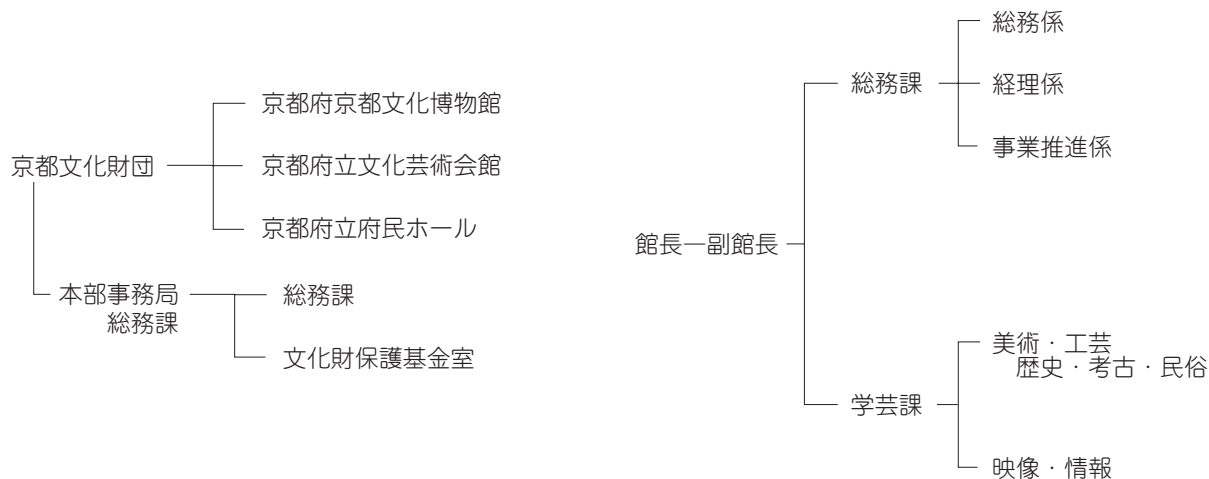 京都文化財団
京都府京都文化博物館
京都府立文化芸術会館
京都府立府民ホール
本部事務局
総務課
総務課
文化財保護基金室
館長―副館長
総務課
総務係
経理係
事業推進係
学芸課
美術・工芸
歴史・考古・民俗
映像・情報